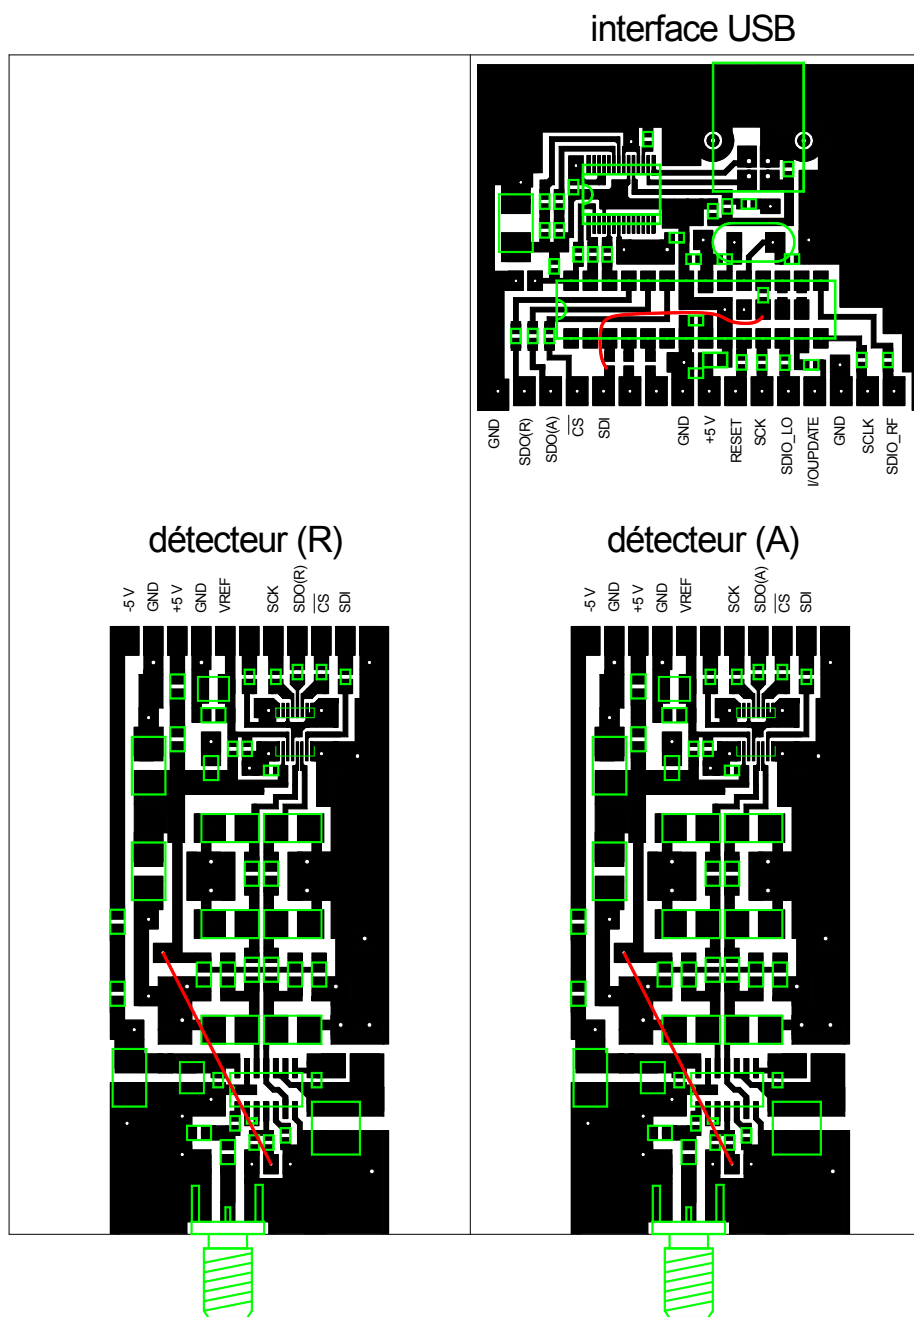 interface USB
GND
SDO(R)
SDO(A)
CS
SDI
GND
+5 V
RESET
SCK
SDIO_LO
I/OUPDATE
GND
SCLK
SDIO_RF
détecteur (R)
-5 V
GND
+5 V
GND
VREF
SCK
SDO(R)
CS
SDI
détecteur (A)
-5 V
GND
+5 V
GND
VREF
SCK
SDO(A)
CS
SDI